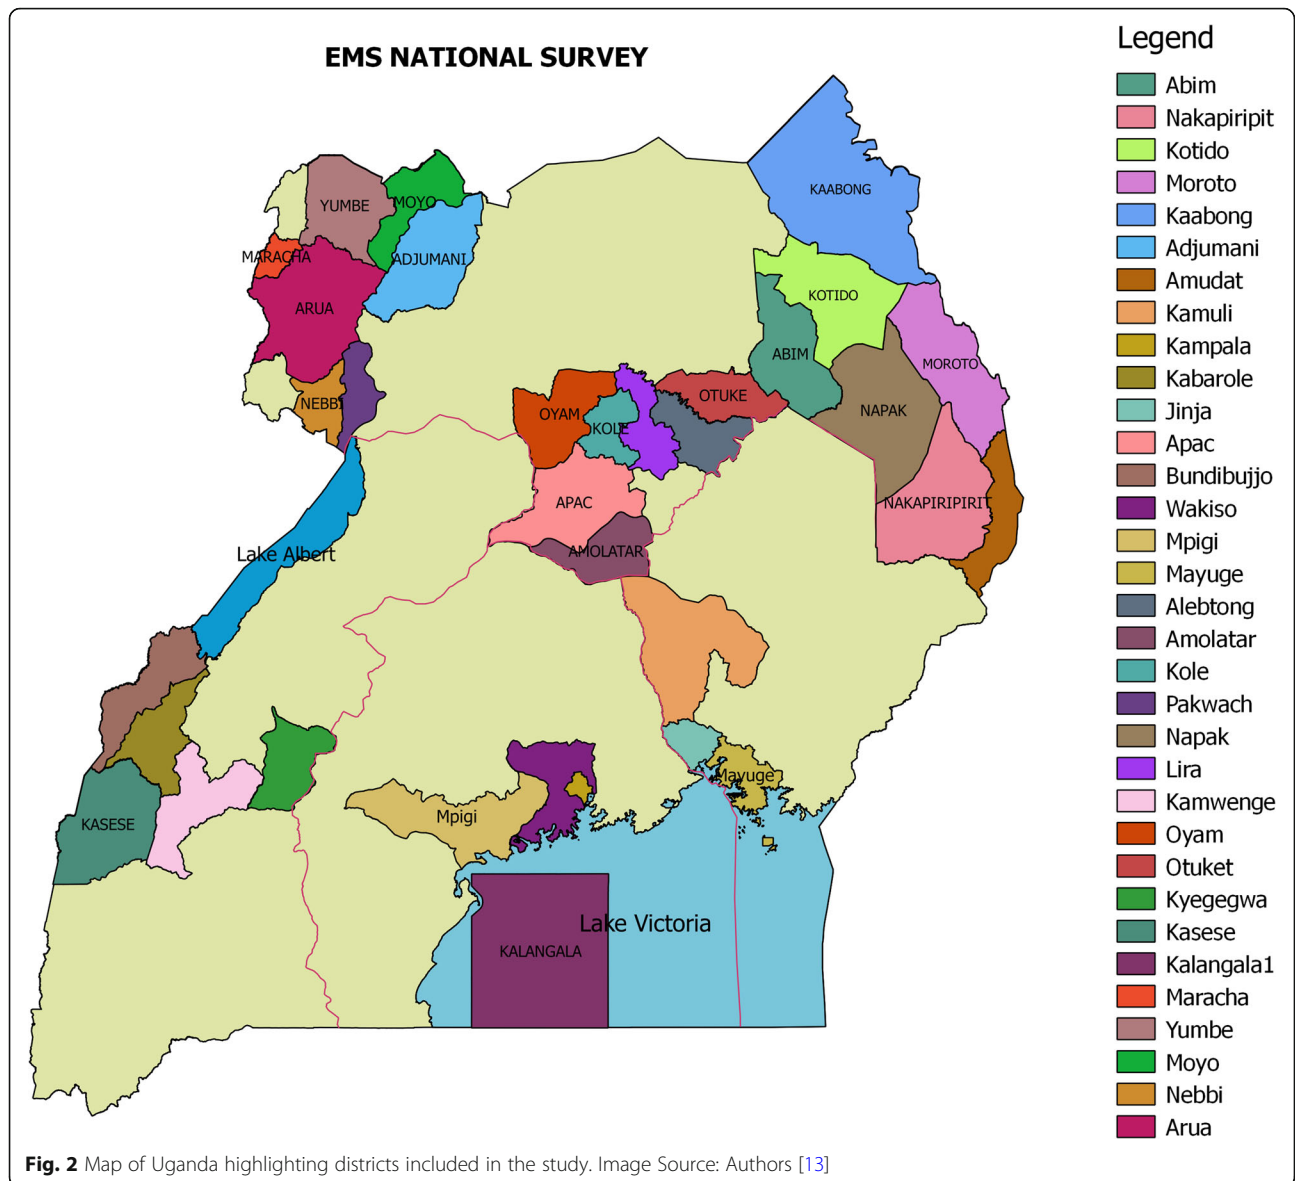 EMS NATIONAL SURVEY
KAABONG
YUMBE
MOYO
MARACHA
ADJUMANI
ARUA
KOTIDO
ABIM
MOROTO
NEBBI
OTUKE
OYAM
KOLE
NAPAK
APAC
NAKAPIRIPIRIT
AMOLATAR
Lake Albert
Mayuge
Mpigi
KASESE
Lake Victoria
KALANGALA
Legend
Abim
Nakapiripit
Kotido
Moroto
Kaabong
Adjumani
Amudat
Kamuli
Kampala
Kabarole
Jinja
Apac
Bundibujjo
Wakiso
Mpigi
Mayuge
Alebtong
Amolatar
Kole
Pakwach
Napak
Lira
Kamwenge
Oyam
Otuket
Kyegegwa
Kasese
Kalangala1
Maracha
Yumbe
Moyo
Nebbi
Arua
Fig. 2 Map of Uganda highlighting districts included in the study. Image Source: Authors [13]